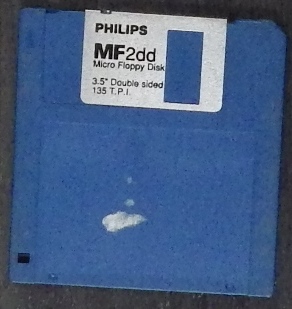 PHILIPS
MF2dd
Micro Floppy Disk
3.5" Double sided
135 T.P.I.